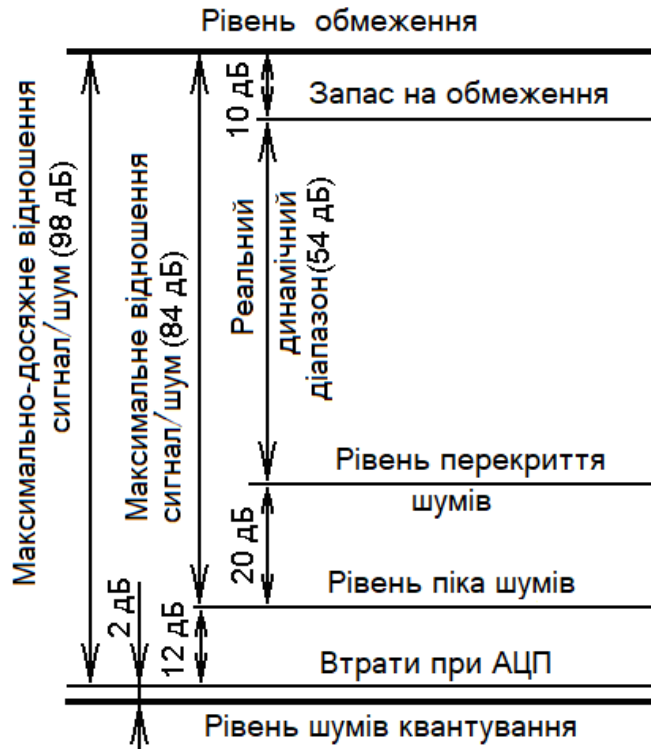 Рівень обмеження
Запас на обмеження
10 дБ
Максимально-досяжне відношення
сигнал/шум (98 дБ)
Максимальне відношення
сигнал/шум (84 дБ)
Реальний
динамічний
діапазон(54 дБ)
Рівень перекриття
шумів
20 дБ
Рівень піка шумів
2 дБ
12 дБ
Втрати при АЦП
Рівень шумів квантування